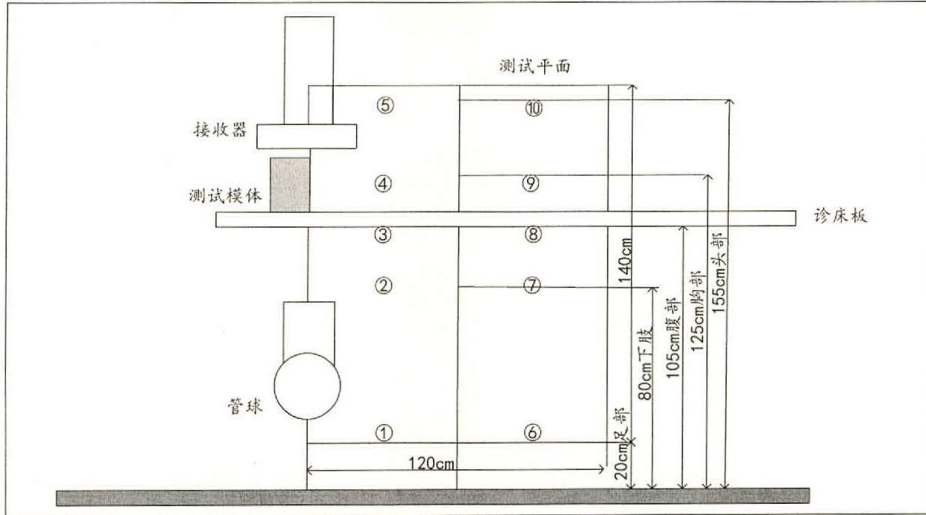 测试平面
⑤
⑩
接收器
④
⑨
测试模体
诊床板
③
⑧
②
⑦
140cm
155cm头部
125cm胸部
105cm腹部
80cm下肢
管球
①
⑥
20cm足部
120cm